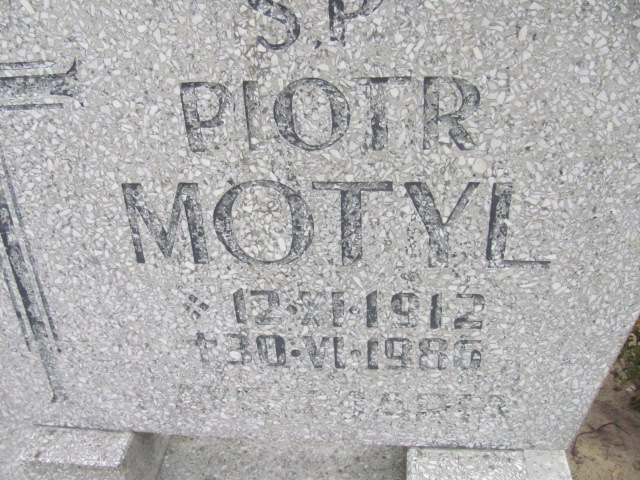 Ś.P
PIOTR
MOTYL
* 12·XI·1912
† 30·VI·1986